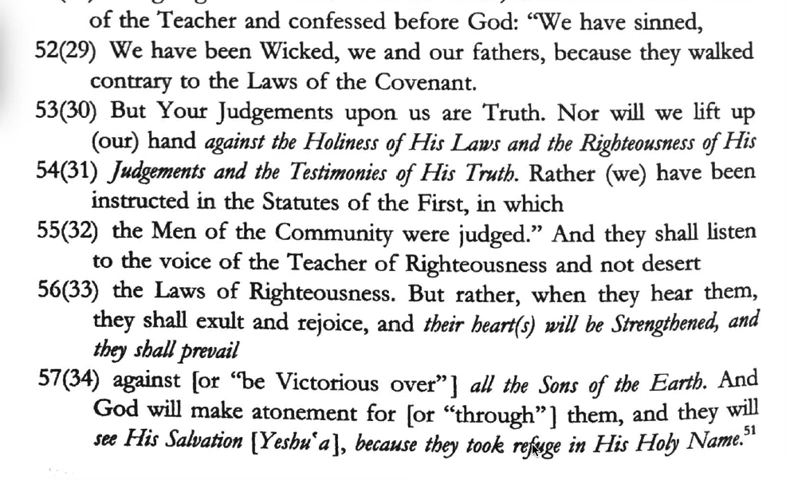 of the Teacher and confessed before God: “We have sinned,
52(29) We have been Wicked, we and our fathers, because they walked
contrary to the Laws of the Covenant.
53(30) But Your Judgements upon us are Truth. Nor will we lift up
(our) hand against the Holiness of His Laws and the Righteousness of His
54(31) Judgements and the Testimonies of His Truth. Rather (we) have been
instructed in the Statutes of the First, in which
55(32) the Men of the Community were judged.” And they shall listen
to the voice of the Teacher of Righteousness and not desert
56(33) the Laws of Righteousness. But rather, when they hear them,
they shall exult and rejoice, and their heart(s) will be Strengthened, and
they shall prevail
57(34) against [or “be Victorious over”] all the Sons of the Earth. And
God will make atonement for [or “through”] them, and they will
see His Salvation [Yeshuʿa], because they took refuge in His Holy Name.51